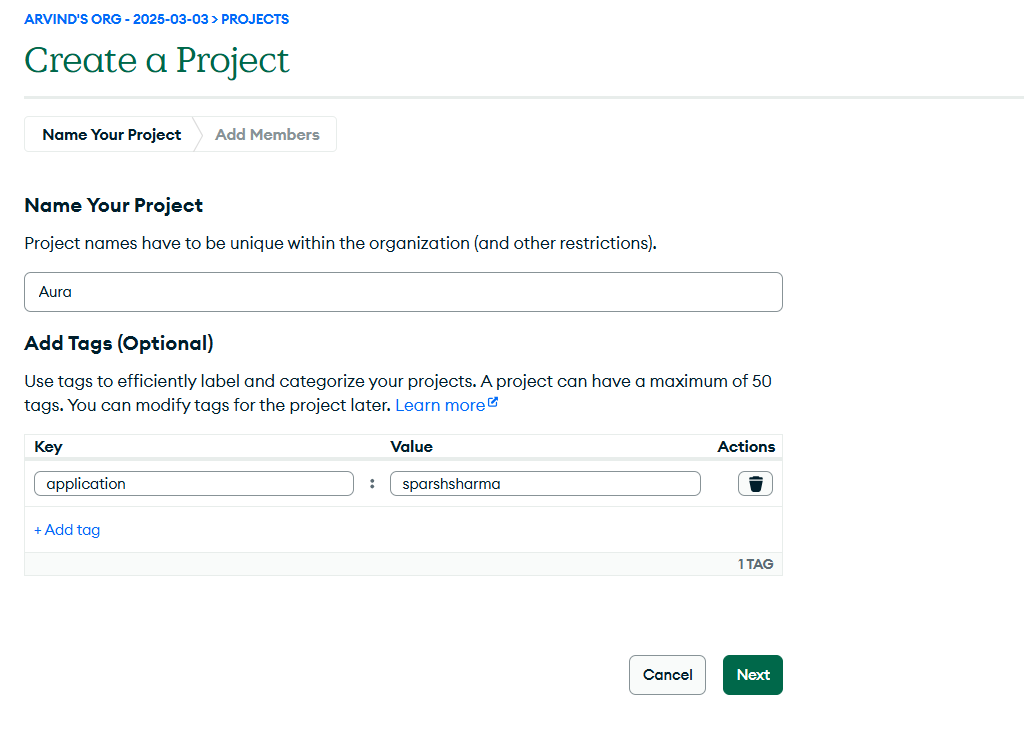 ARVIND'S ORG - 2025-03-03 > PROJECTS
Create a Project
Name Your Project
Add Members
Name Your Project
Project names have to be unique within the organization (and other restrictions).
Aura
Add Tags (Optional)
Use tags to efficiently label and categorize your projects. A project can have a maximum of 50
tags. You can modify tags for the project later. Learn more
Key Value Actions
application : sparshsharma
+ Add tag
1 TAG
Cancel Next